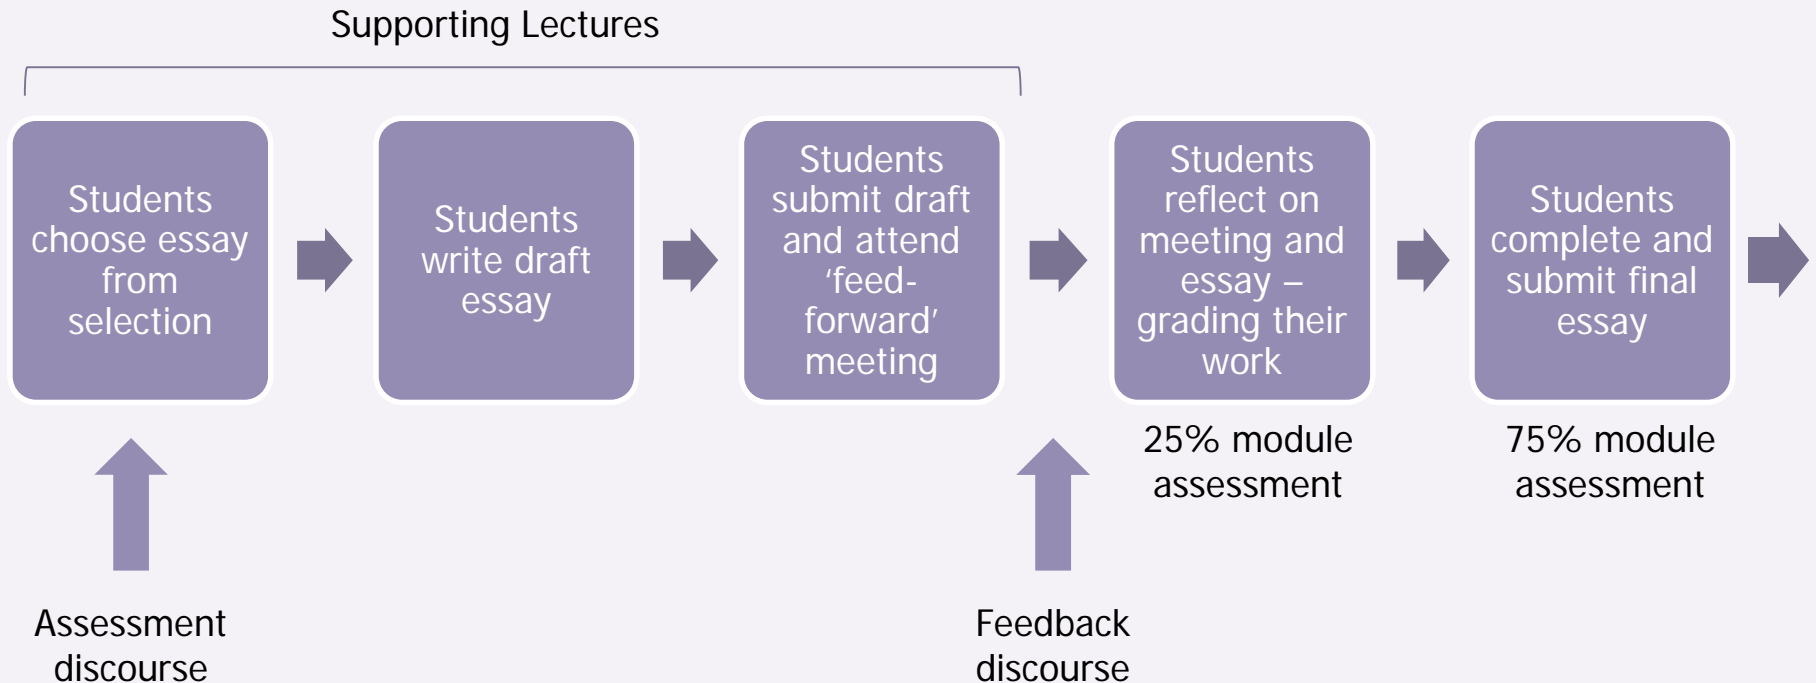 Supporting Lectures
Students
choose essay
from
selection
Students
write draft
essay
Students
submit draft
and attend
‘feed-
forward’
meeting
Students
reflect on
meeting and
essay –
grading their
work
Students
complete and
submit final
essay
25% module
assessment
75% module
assessment
Assessment
discourse
Feedback
discourse